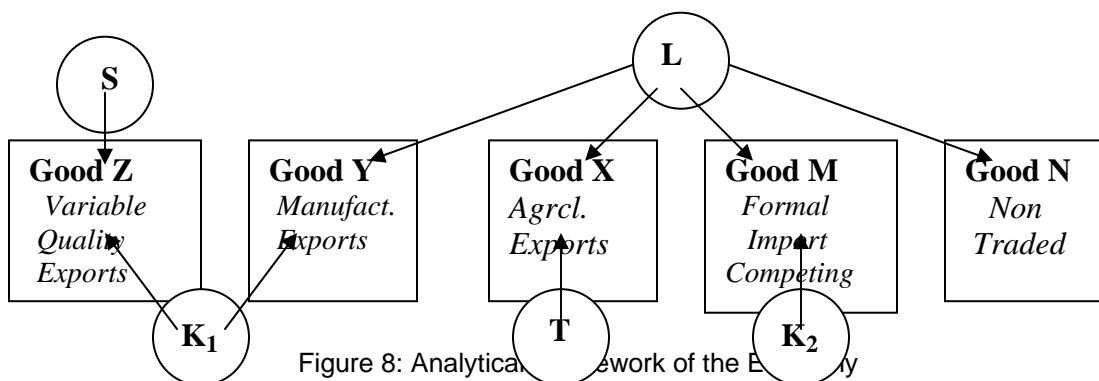 S
L
Good Z
Variable
Quality
Exports
Good Y
Manufact.
Exports
Good X
Agrcl.
Exports
Good M
Formal
Import
Competing
Good N
Non
Traded
K1
T
K2
Figure 8: Analytical ework of the E y